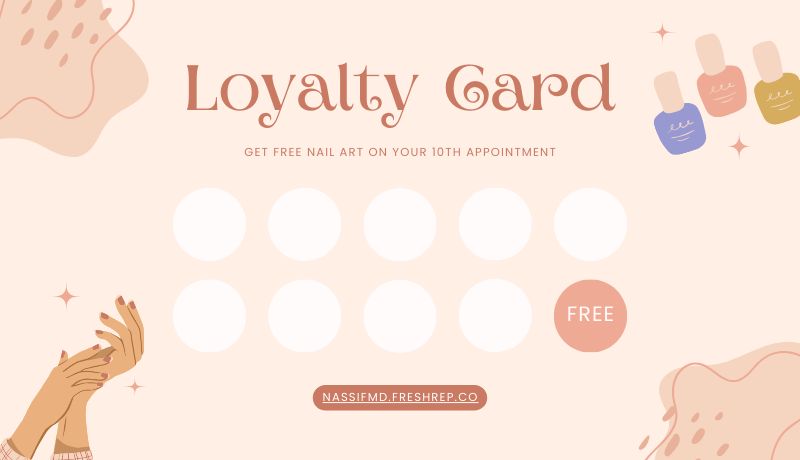 Loyalty Card
GET FREE NAIL ART ON YOUR 10TH APPOINTMENT
FREE
NASSIFMD.FRESHREP.CO